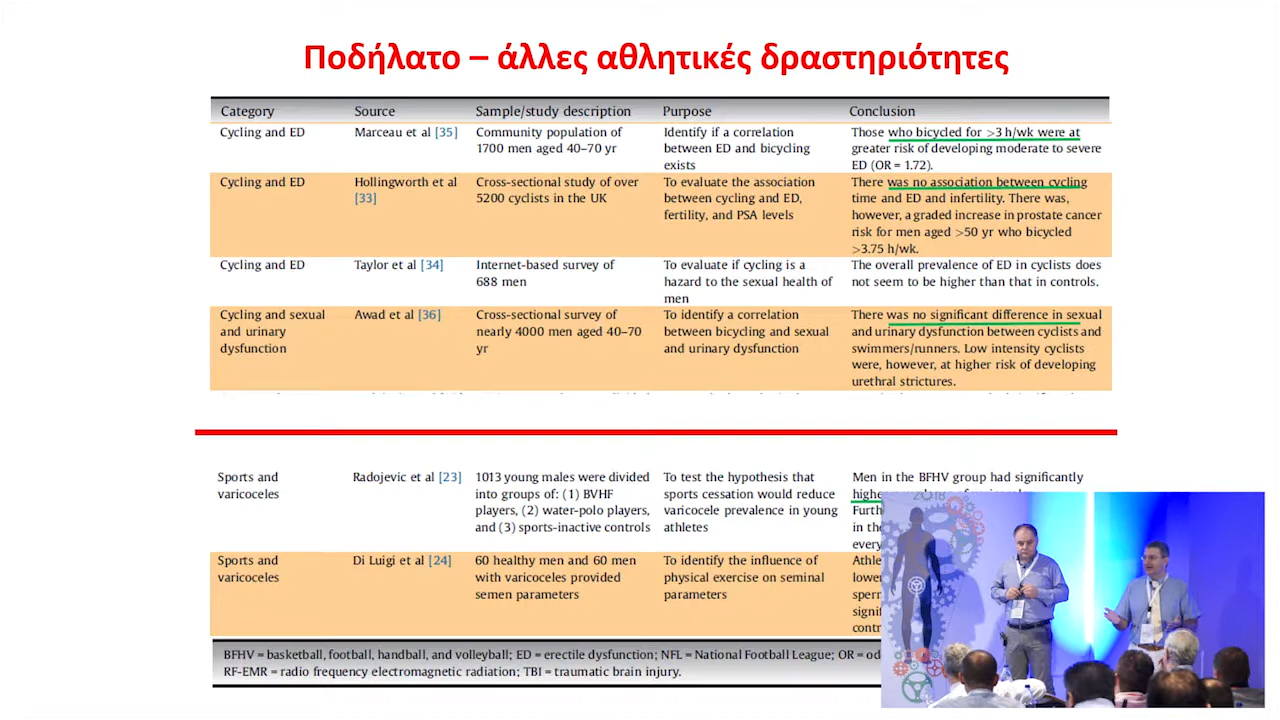 Ποδήλατο – άλλες αθλητικές δραστηριότητες
Category Source Sample/study description Purpose Conclusion
Cycling and ED Marceau et al [35] Community population of Identify if a correlation Those who bicycled for >3 h/wk were at
1700 men aged 40–70 yr between ED and bicycling greater risk of developing moderate to severe
exists ED (OR = 1.72).
Cycling and ED Hollingworth et al Cross-sectional study of over To evaluate the association There was no association between cycling
[33] 5200 cyclists in the UK between cycling and ED, time and ED and infertility. There was,
fertility, and PSA levels however, a graded increase in prostate cancer
risk for men aged >50 yr who bicycled
>3.75 h/wk.
Cycling and ED Taylor et al [34] Internet-based survey of To evaluate if cycling is a The overall prevalence of ED in cyclists does
688 men hazard to the sexual health of not seem to be higher than that in controls.
men
Cycling and sexual Awad et al [36] Cross-sectional survey of To identify a correlation There was no significant difference in sexual
and urinary nearly 4000 men aged 40–70 between bicycling and sexual and urinary dysfunction between cyclists and
dysfunction yr and urinary dysfunction swimmers/runners. Low intensity cyclists
were, however, at higher risk of developing
urethral strictures.
Sports and Radojevic et al [23] 1013 young males were divided To test the hypothesis that Men in the BFHV group had significantly
varicoceles into groups of: (1) BVHF sports cessation would reduce highe
players, (2) water-polo players, varicocele prevalence in young Furth
and (3) sports-inactive controls athletes in the
every
Sports and Di Luigi et al [24] 60 healthy men and 60 men To identify the influence of Athle
varicoceles with varicoceles provided physical exercise on seminal lower
semen parameters parameters sperm
signif
contr
BFHV = basketball, football, handball, and volleyball; ED = erectile dysfunction; NFL = National Football League; OR = od
RF-EMR = radio frequency electromagnetic radiation; TBI = traumatic brain injury.
2018